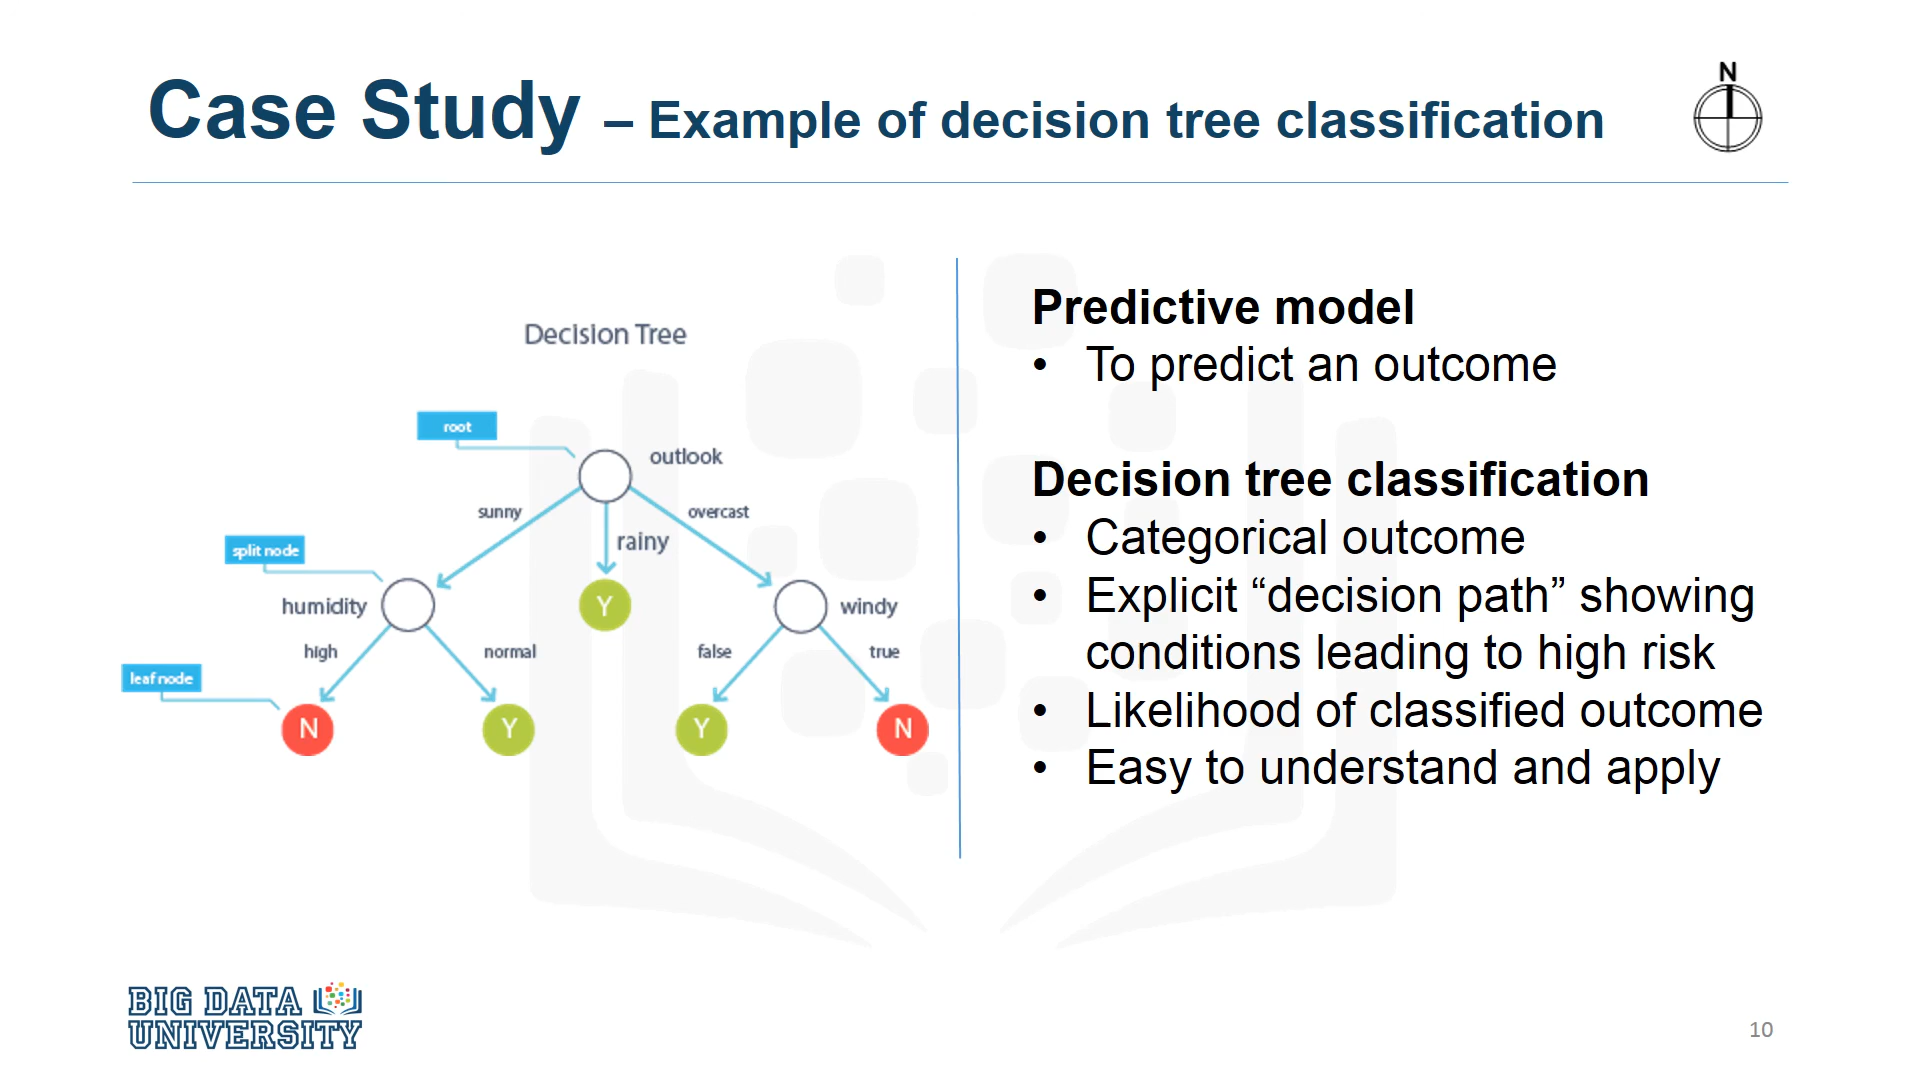 Case Study – Example of decision tree classification
N
Decision Tree
root
outlook
sunny
rainy
overcast
split node
humidity
Y
windy
high
normal
false
true
leaf node
N
Y
Y
N
Predictive model
• To predict an outcome
Decision tree classification
• Categorical outcome
• Explicit “decision path” showing
conditions leading to high risk
• Likelihood of classified outcome
• Easy to understand and apply
BIG DATA
UNIVERSITY
10